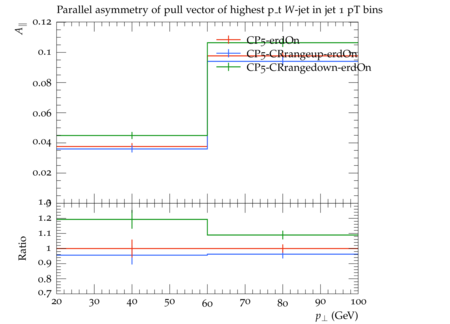 Parallel asymmetry of pull vector of highest p_t W-jet in jet 1 pT bins
A∥
0.12
0.1
0.08
0.06
0.04
0.02
0
CP5-erdOn
CP5-CRrangeup-erdOn
CP5-CRrangedown-erdOn
Ratio
1.3
1.2
1.1
1
0.9
0.8
0.7
20 30 40 50 60 70 80 90 100
p⊥ (GeV)